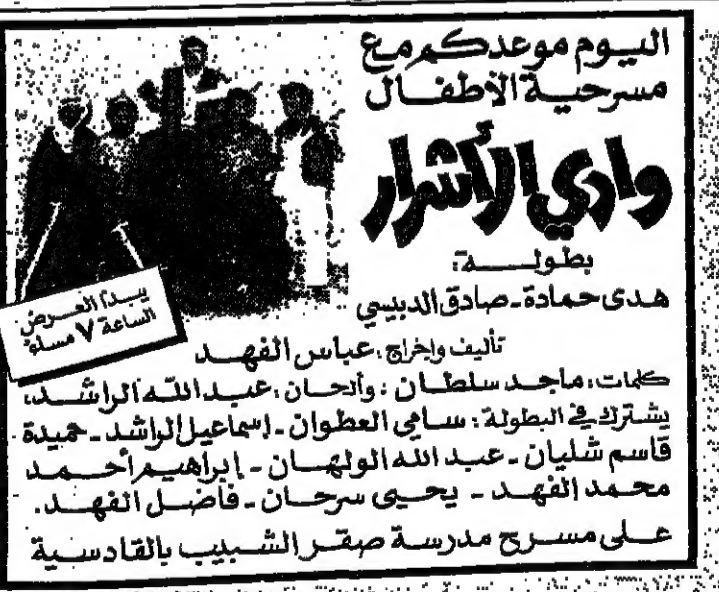 اليوم موعدكم مع
مسرحية الأطفال
وادي الأشرار
بطولة:
هدى حمادة - صادق الدبيسي
يبدأ العرض
الساعة ٧ مساءً
تأليف وإخراج: عباس الفهد
كلمات: ماجد سلطان: وألحان: عبد الله الراشد،
يشترك في البطولة: سامي العطوان - إسماعيل الراشد - حميدة
قاسم شليان - عبد الله الولهان - إبراهيم أحمد
محمد الفهد - يحيى سرحان - فاضل الفهد.
على مسرح مدرسة صقر الشبيب بالقادسية